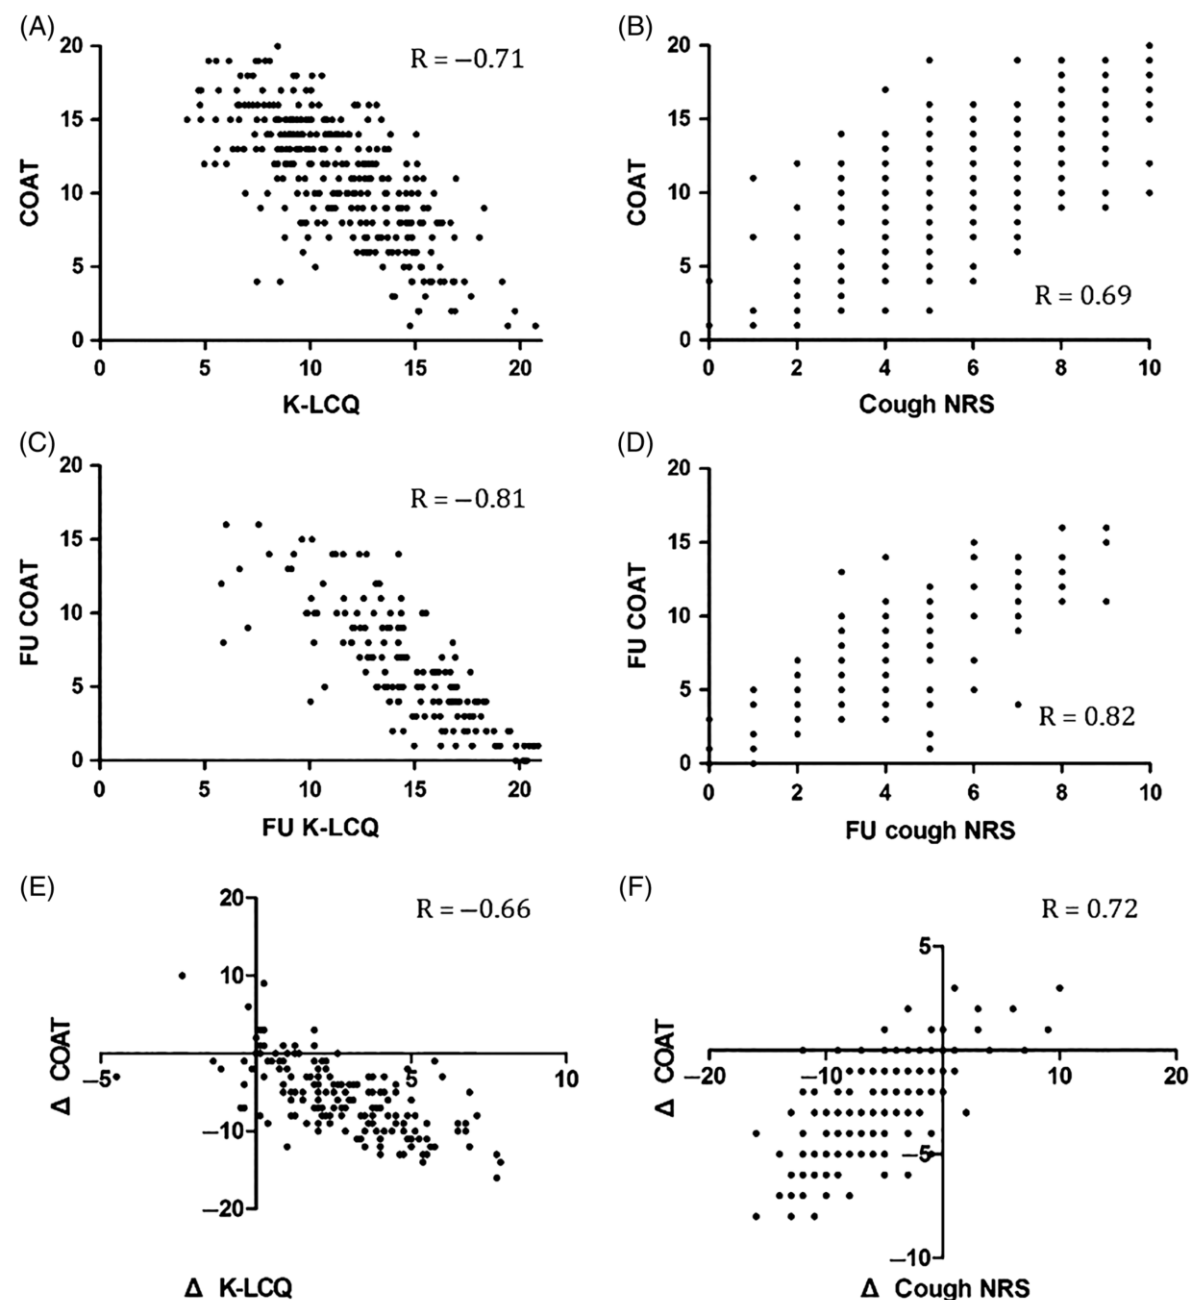 (A)
R = −0.71
COAT
20
15
10
5
0
0 5 10 15 20
K-LCQ
(B)
COAT
20
15
10
5
0
R = 0.69
0 2 4 6 8 10
Cough NRS
(C)
R = −0.81
FU COAT
20
15
10
5
0
0 5 10 15 20
FU K-LCQ
(D)
FU COAT
20
15
10
5
0
R = 0.82
0 2 4 6 8 10
FU cough NRS
(E)
R = −0.66
Δ COAT
20
10
−5 5 10
−10
−20
Δ K-LCQ
(F)
R = 0.72
Δ COAT
5
−20 −10 10 20
−5
−10
Δ Cough NRS